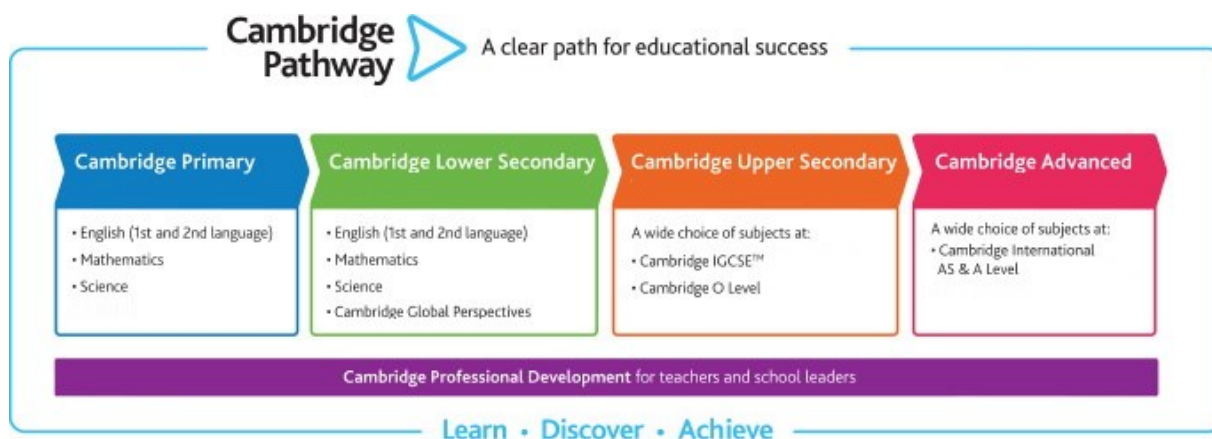 Cambridge
Pathway
A clear path for educational success
Cambridge Primary
• English (1st and 2nd language)
• Mathematics
• Science
Cambridge Lower Secondary
• English (1st and 2nd language)
• Mathematics
• Science
• Cambridge Global Perspectives
Cambridge Upper Secondary
A wide choice of subjects at:
• Cambridge IGCSE™
• Cambridge O Level
Cambridge Advanced
A wide choice of subjects at:
• Cambridge International
AS & A Level
Cambridge Professional Development for teachers and school leaders
Learn • Discover • Achieve